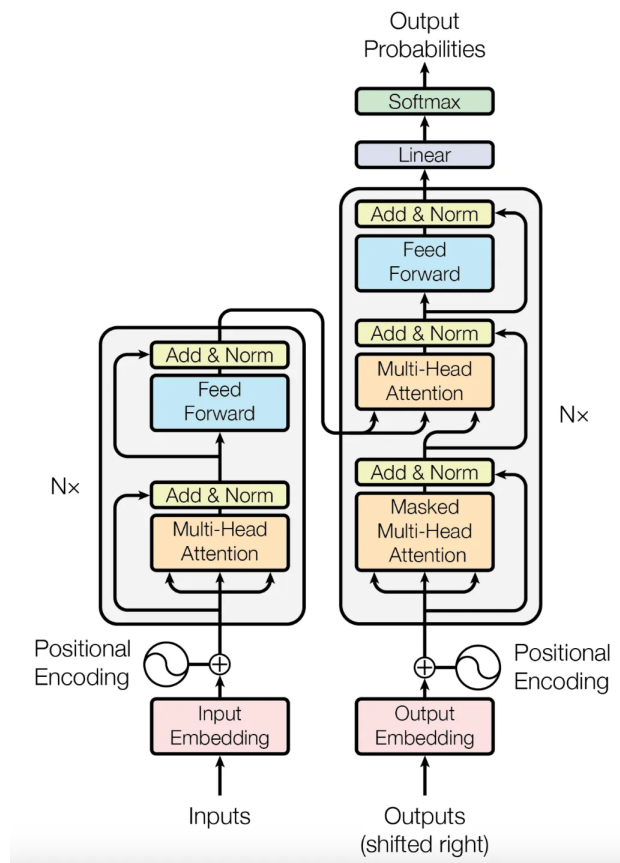 Output
Probabilities
Softmax
Linear
Add & Norm
Feed
Forward
Add & Norm
Multi-Head
Attention
Add & Norm
Masked
Multi-Head
Attention
Nx
Add & Norm
Feed
Forward
Add & Norm
Multi-Head
Attention
Nx
Positional
Encoding
Positional
Encoding
Input
Embedding
Output
Embedding
Inputs
Outputs
(shifted right)